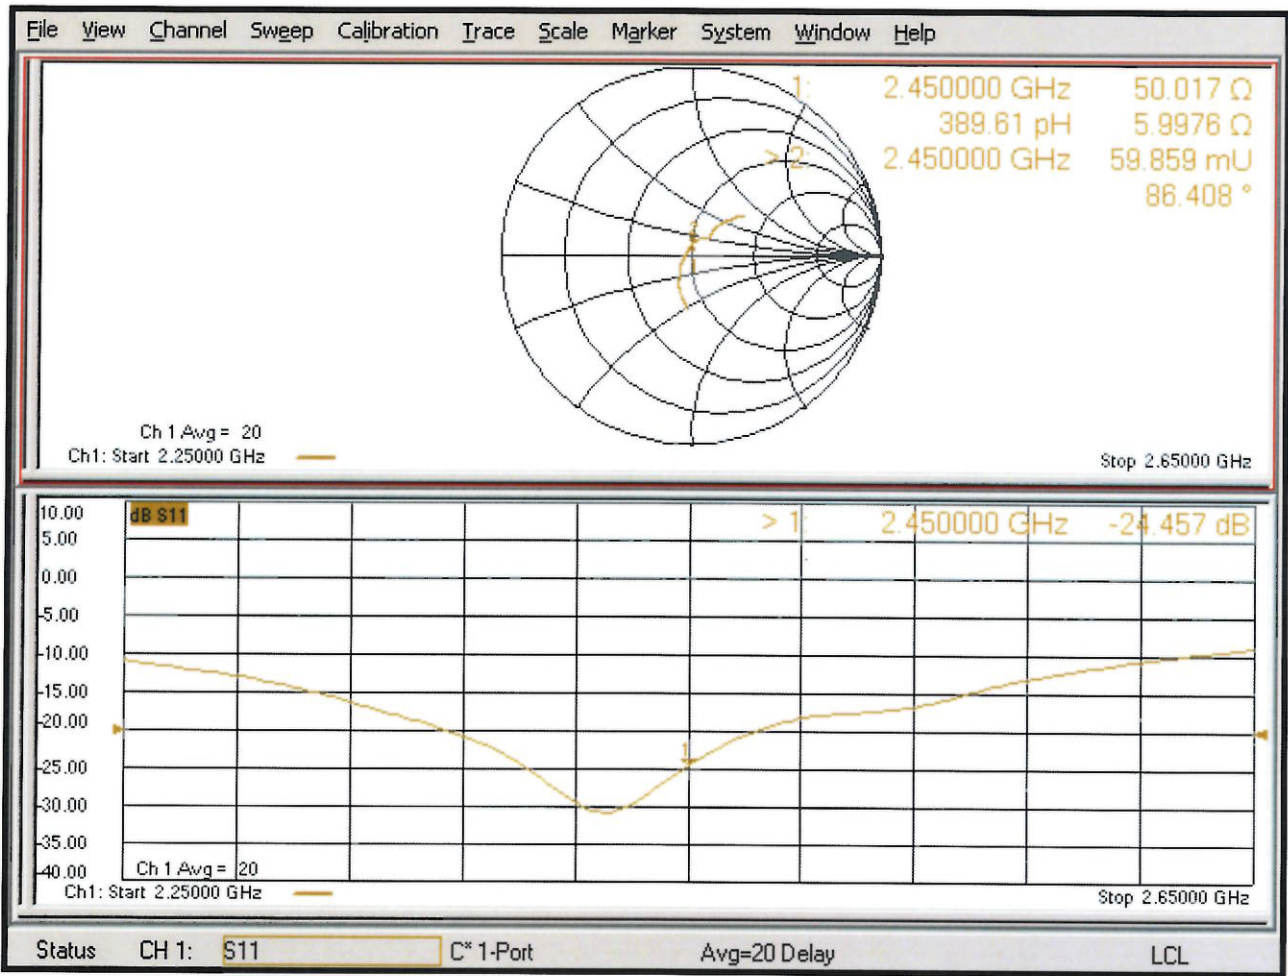 File View Channel Sweep Calibration Trace Scale Marker System Window Help
1: 2.450000 GHz 50.017 Ω
389.61 pH 5.9976 Ω
> 2: 2.450000 GHz 59.859 mU
86.408 °
2
Ch 1 Avg = 20
Ch1: Start 2.25000 GHz Stop 2.65000 GHz
10.00 dB S11 > 1: 2.450000 GHz -24.457 dB
5.00
0.00
-5.00
-10.00
-15.00
-20.00
1
-25.00
-30.00
-35.00
-40.00 Ch 1 Avg = 20
Ch1: Start 2.25000 GHz Stop 2.65000 GHz
Status CH 1: S11 C* 1-Port Avg=20 Delay LCL